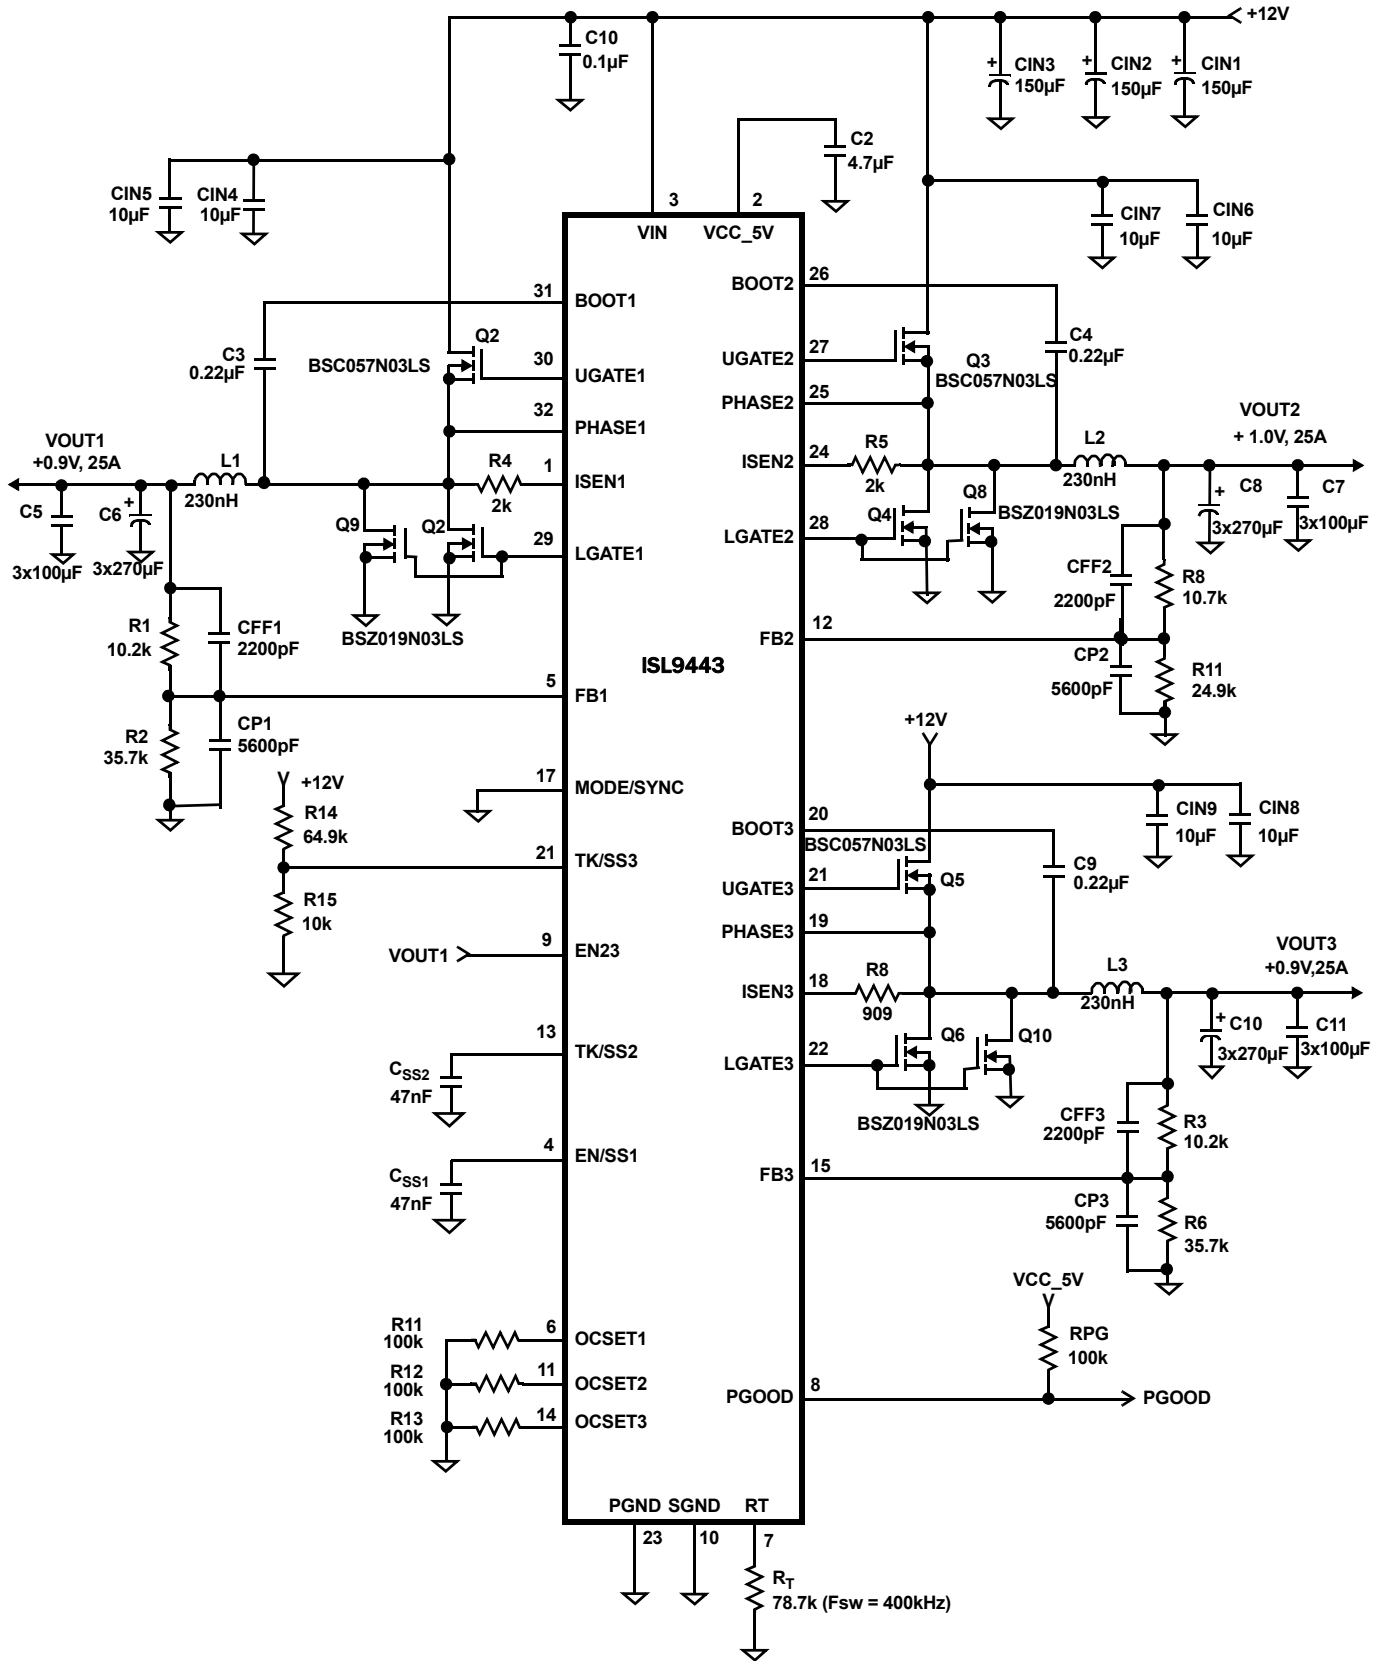 +12V
C10
0.1µF
CIN3
150µF
CIN2
150µF
CIN1
150µF
C2
4.7µF
CIN5
10µF
CIN4
10µF
3
2
CIN7
10µF
CIN6
10µF
VIN
VCC_5V
31
BOOT1
BOOT2
26
C3
0.22µF
BSC057N03LS
Q2
30
UGATE1
UGATE2
27
Q3
BSC057N03LS
C4
0.22µF
32
PHASE1
PHASE2
25
VOUT1
+0.9V, 25A
L1
230nH
R4
2k
1
ISEN1
ISEN2
24
R5
2k
L2
230nH
VOUT2
+ 1.0V, 25A
C5
3x100µF
C6
+
3x270µF
Q9
Q2
29
LGATE1
BSZ019N03LS
LGATE2
28
Q4
Q8
BSZ019N03LS
+
C8
3x270µF
C7
3x100µF
R1
10.2k
CFF1
2200pF
CFF2
2200pF
R8
10.7k
FB2
12
ISL9443
5
FB1
CP2
5600pF
R11
24.9k
R2
35.7k
CP1
5600pF
+12V
17
MODE/SYNC
+12V
R14
64.9k
CIN9
10µF
CIN8
10µF
BOOT3
20
BSC057N03LS
21
TK/SS3
UGATE3
21
Q5
C9
0.22µF
R15
10k
PHASE3
19
VOUT1
9
EN23
ISEN3
18
R8
909
L3
230nH
VOUT3
+0.9V,25A
13
TK/SS2
LGATE3
22
Q6
Q10
BSZ019N03LS
+
C10
3x270µF
C11
3x100µF
CSS2
47nF
CFF3
2200pF
R3
10.2k
4
EN/SS1
FB3
15
CSS1
47nF
CP3
5600pF
R6
35.7k
VCC_5V
RPG
100k
R11
100k
6
OCSET1
R12
100k
11
OCSET2
R13
100k
14
OCSET3
PGOOD
8
PGOOD
PGND
SGND
RT
23
10
7
RT
78.7k (Fsw = 400kHz)